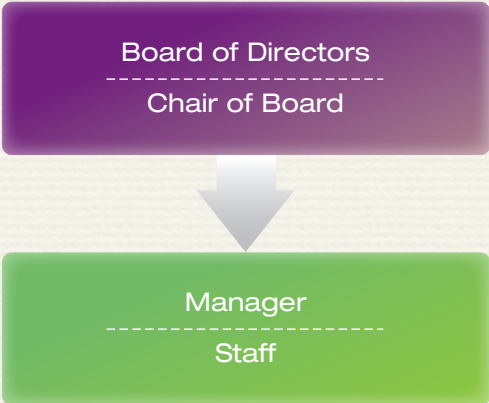 Board of Directors
Chair of Board
Manager
Staff